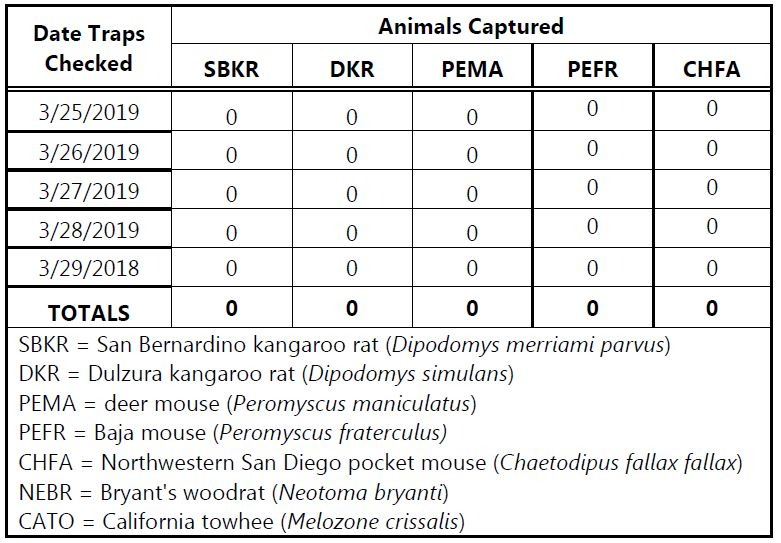 Date Traps Checked Animals Captured
SBKR DKR PEMA PEFR CHFA
3/25/2019 0 0 0 0 0
3/26/2019 0 0 0 0 0
3/27/2019 0 0 0 0 0
3/28/2019 0 0 0 0 0
3/29/2018 0 0 0 0 0
TOTALS 0 0 0 0 0
SBKR = San Bernardino kangaroo rat (Dipodomys merriami parvus)
DKR = Dulzura kangaroo rat (Dipodomys simulans)
PEMA = deer mouse (Peromyscus maniculatus)
PEFR = Baja mouse (Peromyscus fraterculus)
CHFA = Northwestern San Diego pocket mouse (Chaetodipus fallax fallax)
NEBR = Bryant's woodrat (Neotoma bryanti)
CATO = California towhee (Melozone crissalis)